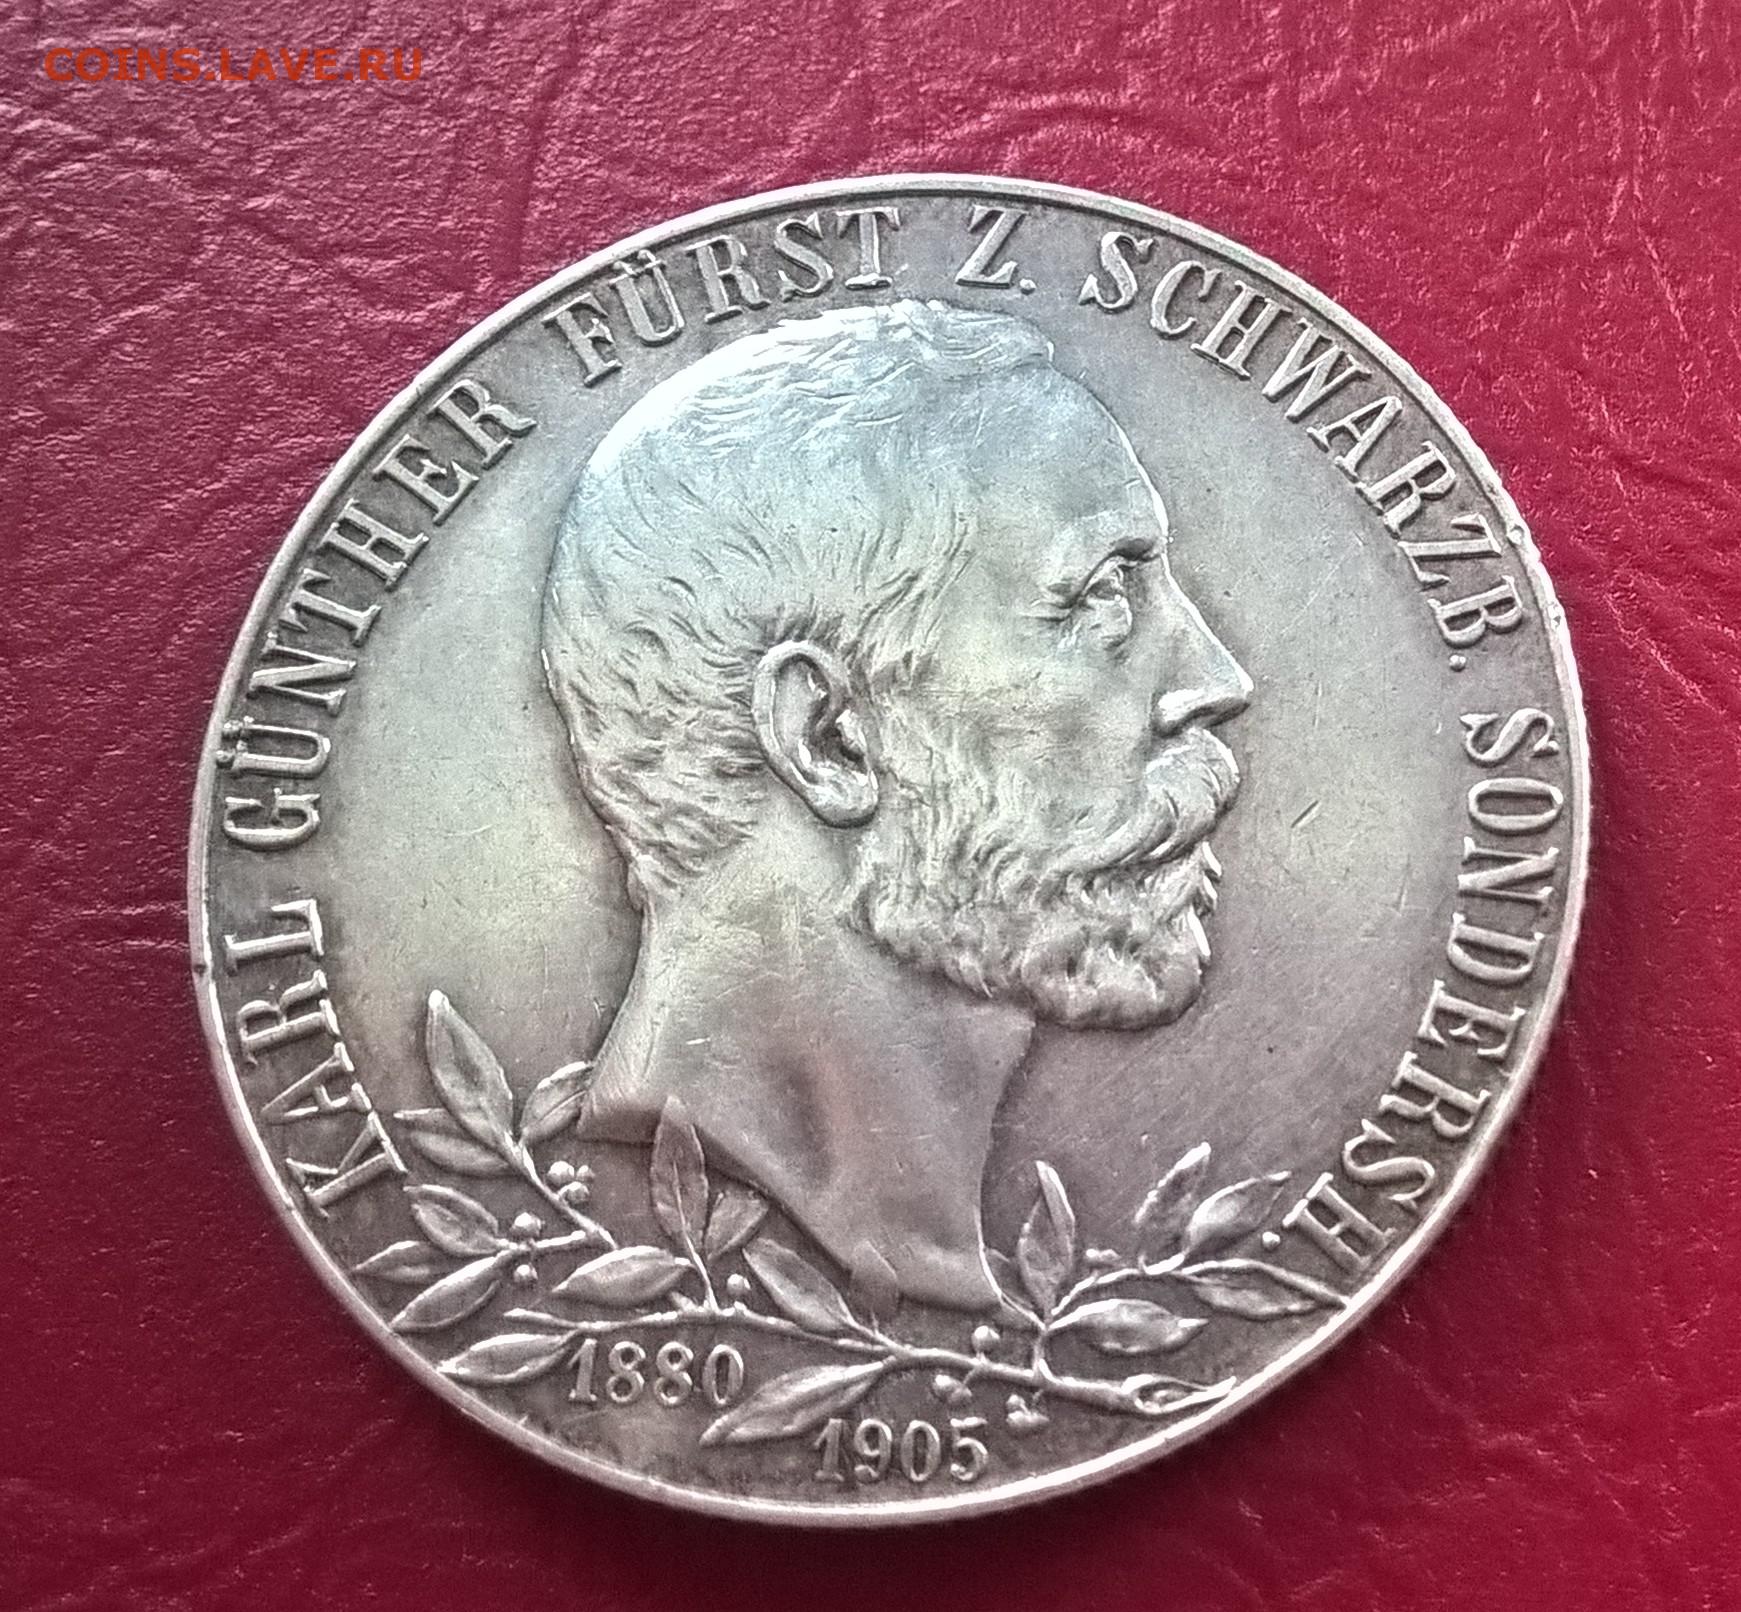 COINS.LAVE.RU
KARL GÜNTHER FÜRST Z. SCHWARZB. SONDERSH.
1880
1905